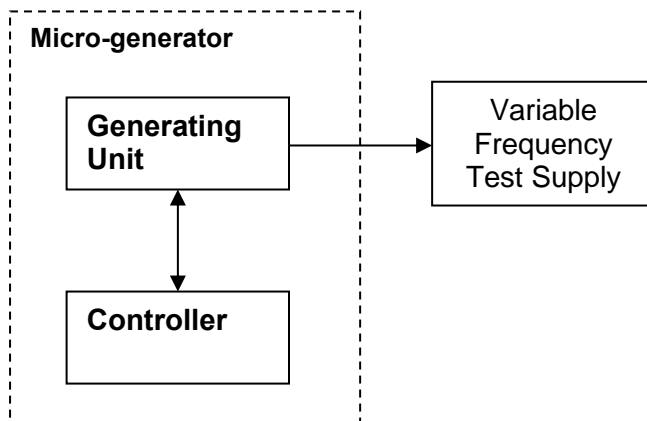 Micro-generator
Generating
Unit
Variable
Frequency
Test Supply
Controller